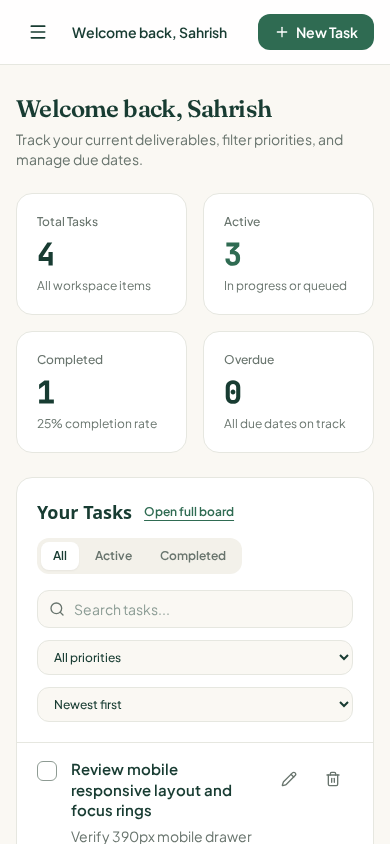 Welcome back, Sahrish
New Task
Welcome back, Sahrish
Track your current deliverables, filter priorities, and
manage due dates.
Total Tasks
4
All workspace items
Active
3
In progress or queued
Completed
1
25% completion rate
Overdue
0
All due dates on track
Your Tasks
Open full board
All
Active
Completed
Search tasks...
All priorities
Newest first
Review mobile
responsive layout and
focus rings
Verify 390px mobile drawer